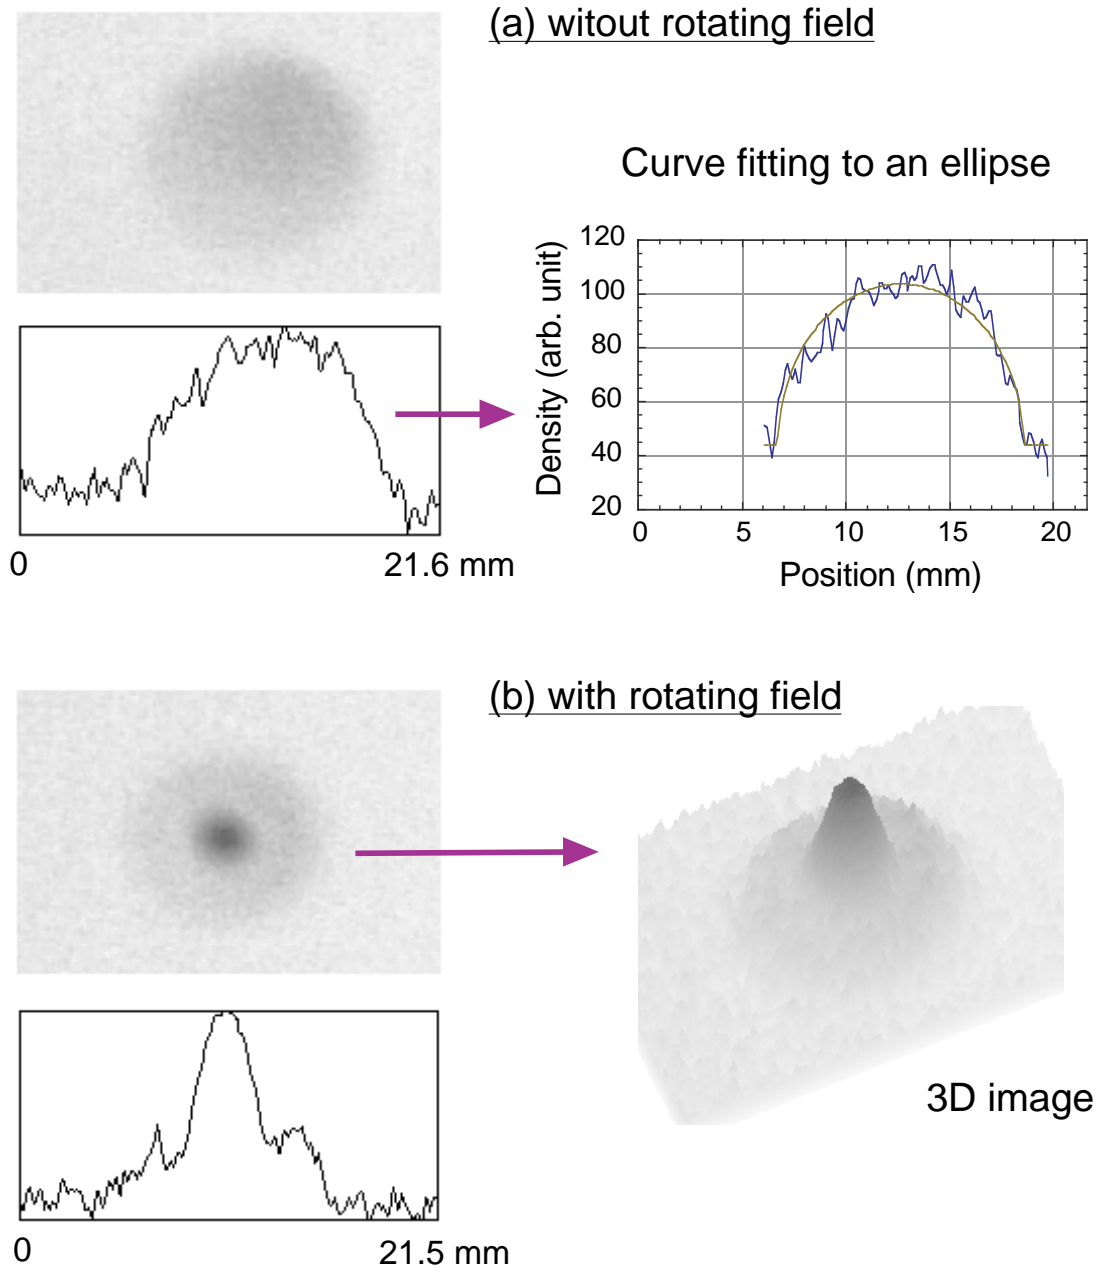 (a) witout rotating field
Curve fitting to an ellipse
Density (arb. unit)
120
100
80
60
40
20
0 5 10 15 20
Position (mm)
0 21.6 mm
(b) with rotating field
3D image
0 21.5 mm